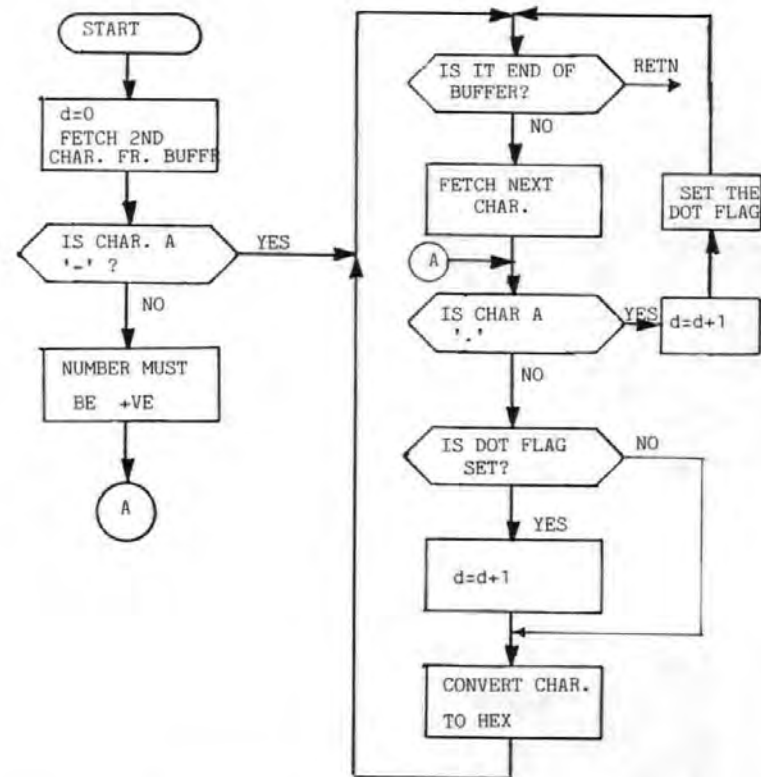 START
d=0
FETCH 2ND
CHAR. FR. BUFFR
IS CHAR. A
'-' ?
YES
NO
NUMBER MUST
BE +VE
A
IS IT END OF
BUFFER?
RETN
NO
FETCH NEXT
CHAR.
A
IS CHAR A
'.'
YES
d=d+1
SET THE
DOT FLAG
NO
IS DOT FLAG
SET?
NO
YES
d=d+1
CONVERT CHAR.
TO HEX